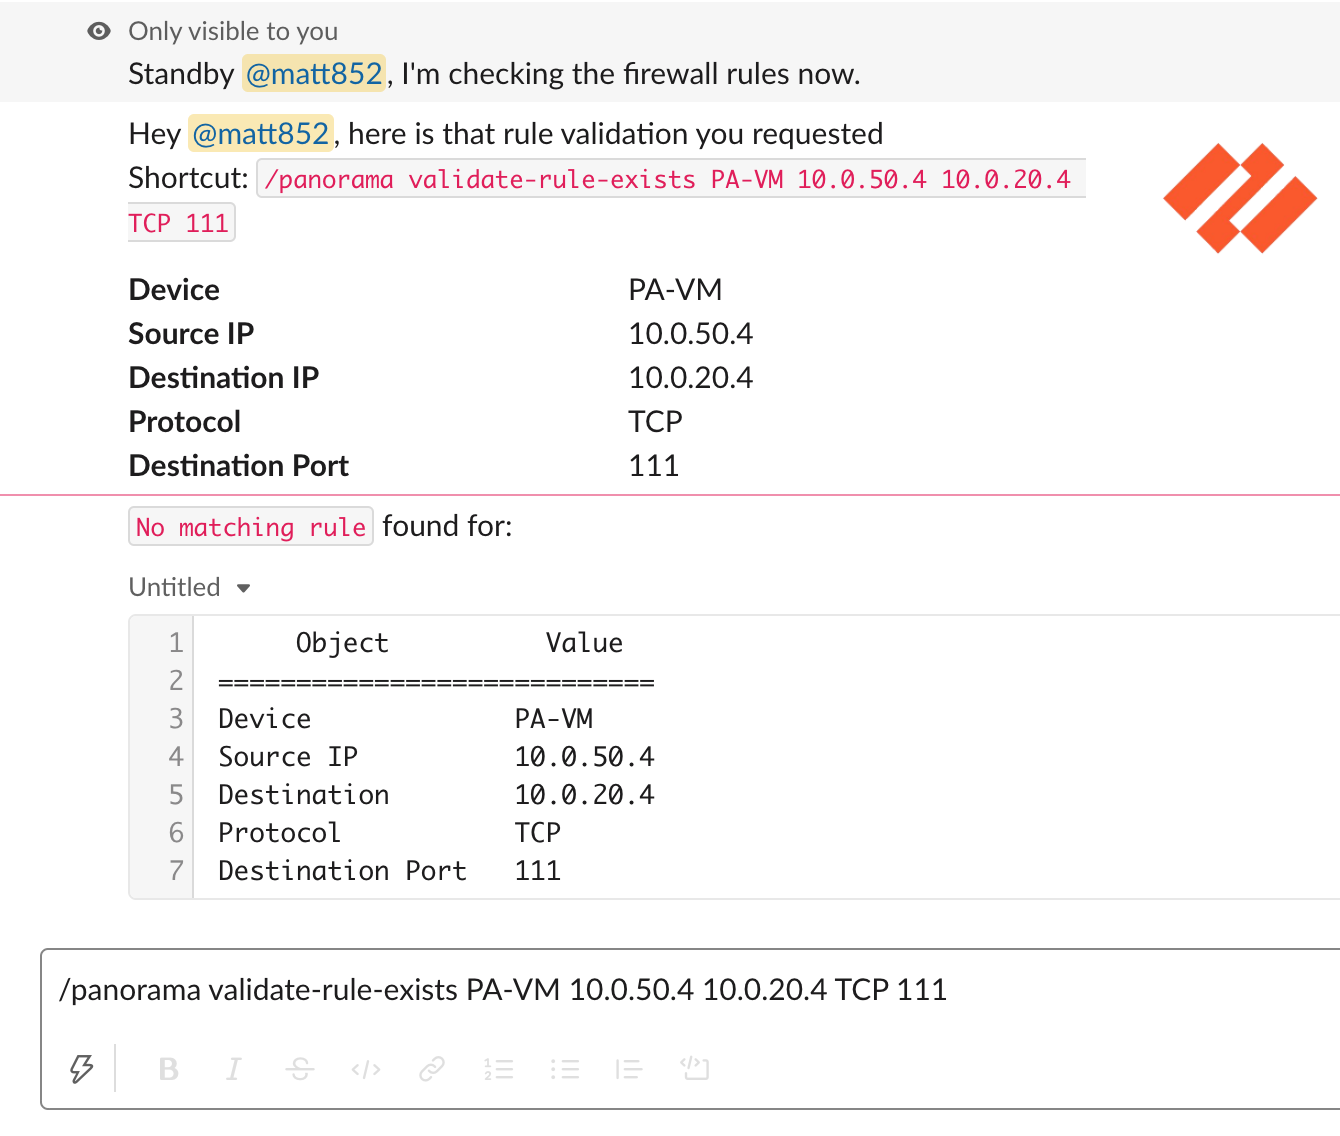 Only visible to you
Standby @matt852, I'm checking the firewall rules now.
Hey @matt852, here is that rule validation you requested
Shortcut: /panorama validate-rule-exists PA-VM 10.0.50.4 10.0.20.4
TCP 111
Device PA-VM
Source IP 10.0.50.4
Destination IP 10.0.20.4
Protocol TCP
Destination Port 111
No matching rule found for:
Untitled
1 Object Value
2 ============================
3 Device PA-VM
4 Source IP 10.0.50.4
5 Destination 10.0.20.4
6 Protocol TCP
7 Destination Port 111
/panorama validate-rule-exists PA-VM 10.0.50.4 10.0.20.4 TCP 111